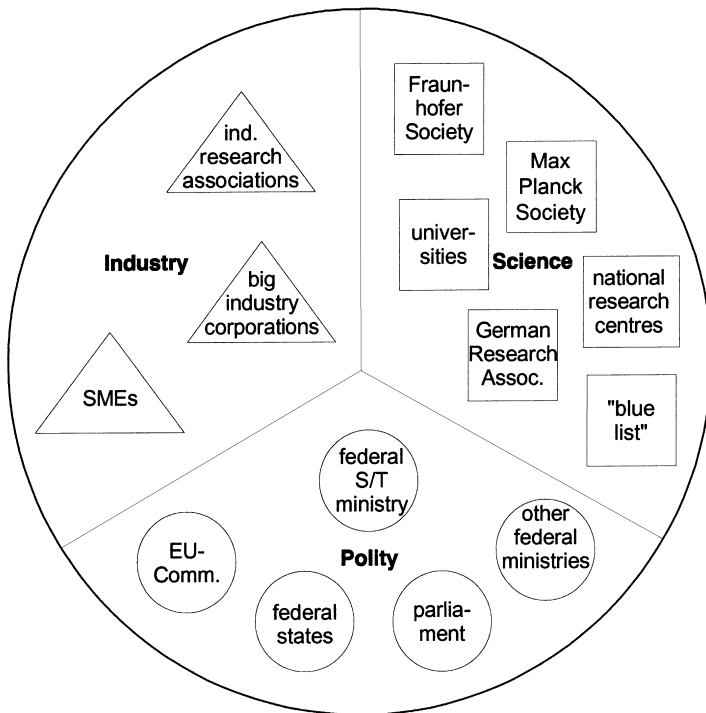 Industry
ind.
research
associations
big
industry
corporations
SMEs
Science
Fraun-
hofer
Society
Max
Planck
Society
univer-
sities
national
research
centres
German
Research
Assoc.
"blue
list"
Polity
federal
S/T
ministry
other
federal
ministries
EU-
Comm.
federal
states
parlia-
ment